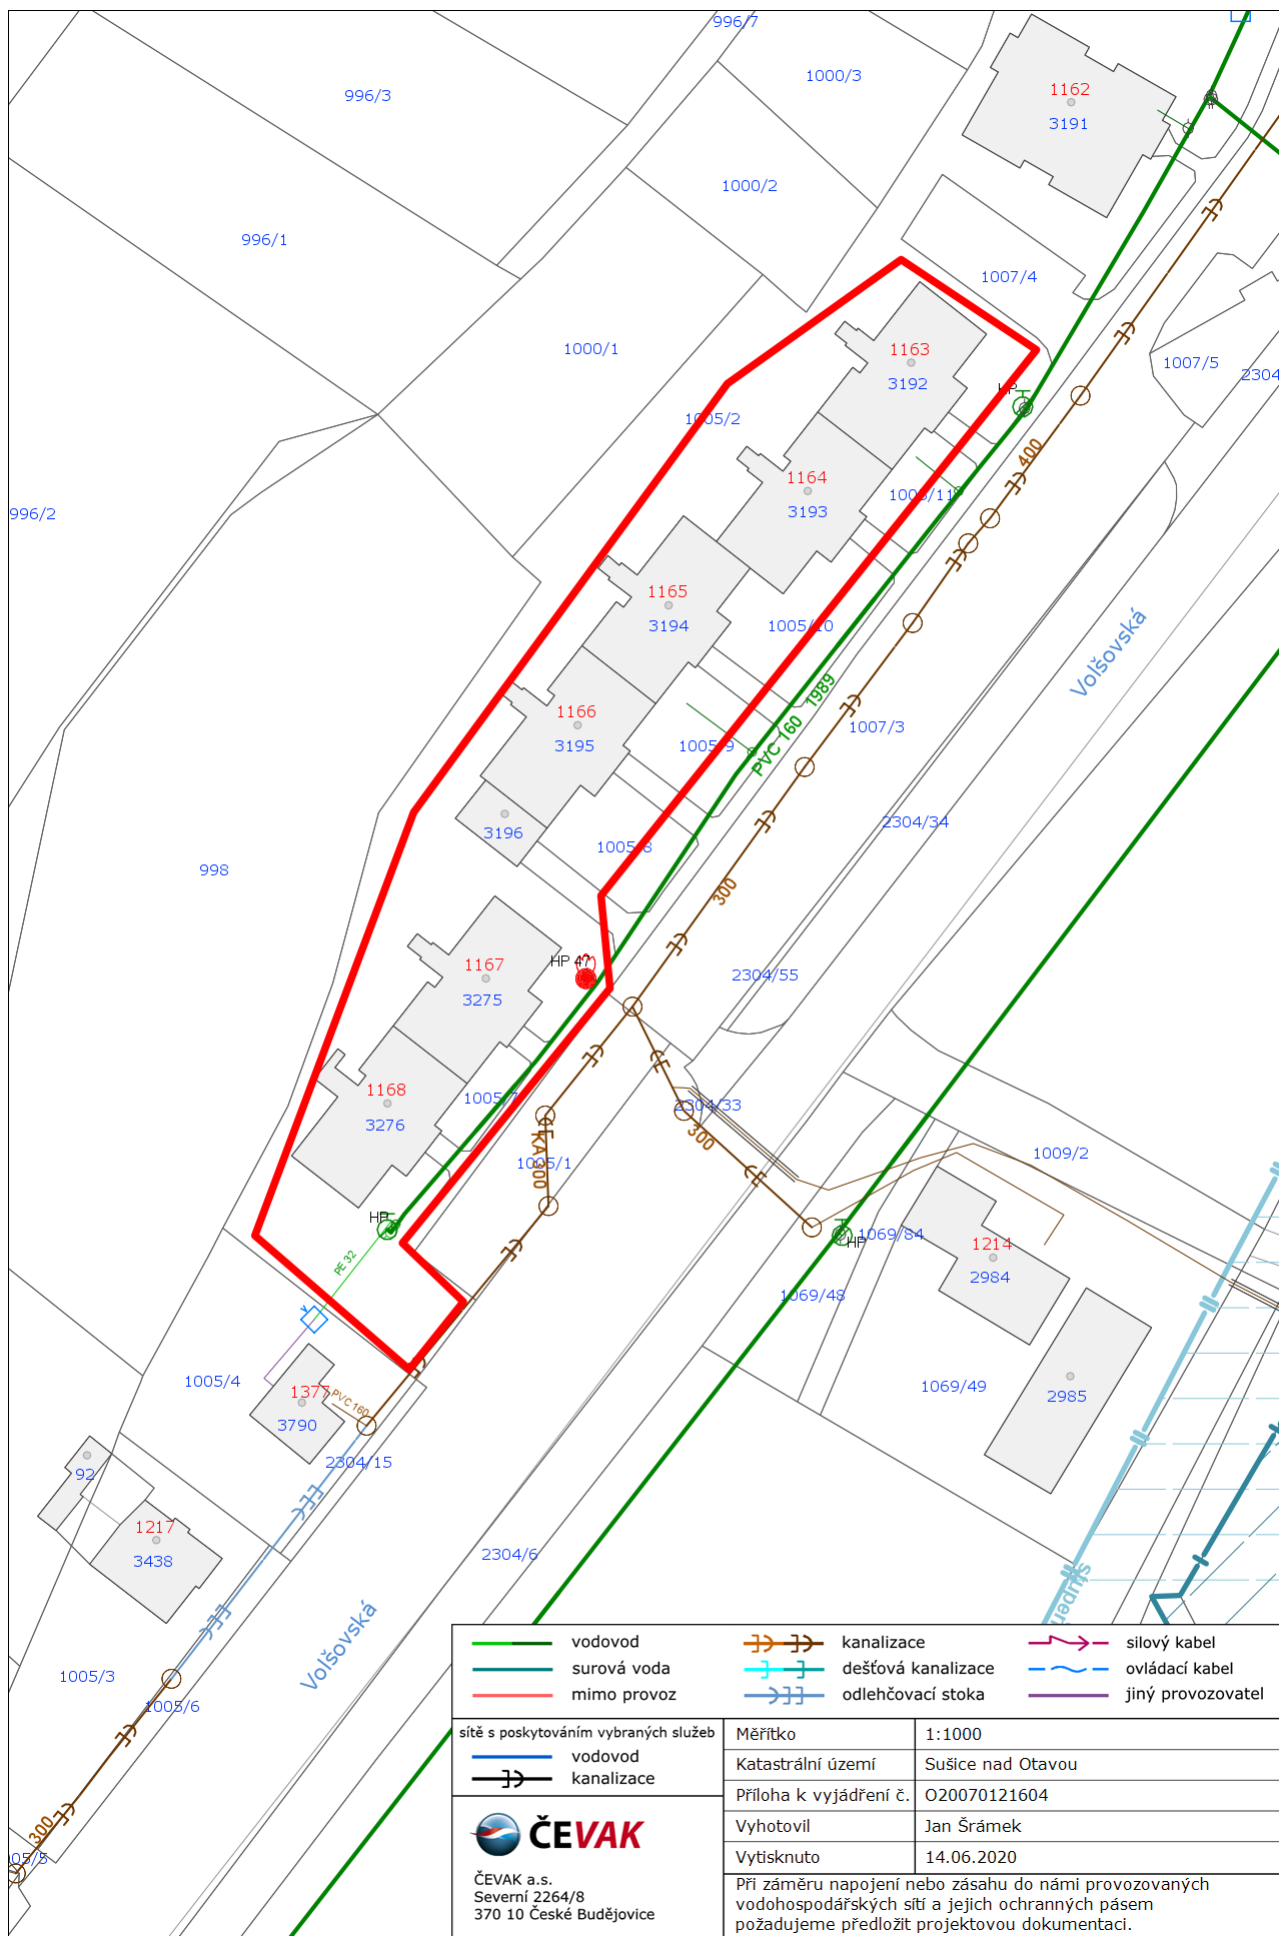 996/7
996/3
1000/3
1162
3191
1000/2
996/1
1007/4
1000/1
1163
3192
1007/5
2304
HP
1005/2
400
1164
3193
996/2
1165
3194
1005/10
Volšovská
1166
3195
1005/9
PVC 160 1989
1007/3
3196
1005/8
2304/34
998
300
1167
3275
HP 47
2304/55
1168
3276
1005/7
2304/33
300
1009/2
KA 300
1005/1
HP
PE 32
HP
1069/84
1214
2984
1069/48
1005/4
1377
3790
PVC 160
1069/49
2985
92
2304/15
1217
3438
2304/6
Volšovská
1005/3
1005/6
300
vodovod
kanalizace
silový kabel
surová voda
dešťová kanalizace
ovládací kabel
mimo provoz
odlehčovací stoka
jiný provozovatel
sítě s poskytováním vybraných služeb
vodovod
kanalizace
Měřítko 1:1000
Katastrální území Sušice nad Otavou
Příloha k vyjádření č. O20070121604
Vyhotovil Jan Šrámek
Vytisknuto 14.06.2020
ČEVAK
ČEVAK a.s.
Severní 2264/8
370 10 České Budějovice
Při záměru napojení nebo zásahu do námi provozovaných
vodohospodářských sítí a jejich ochranných pásem
požadujeme předložit projektovou dokumentaci.